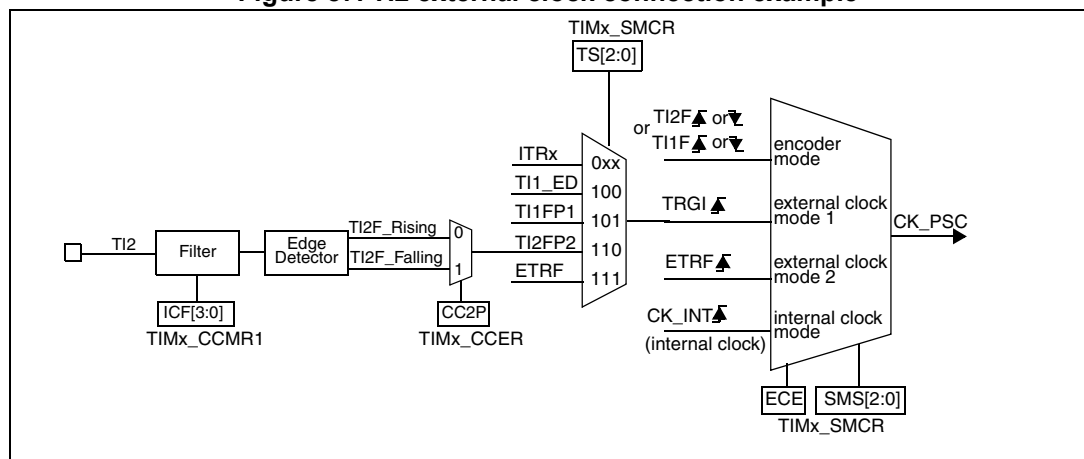 Figure 57. TI2 external clock connection example
TIMx_SMCR
TS[2:0]
TI2F or
or TI1F or
encoder
mode
ITRx
0xx
TI1_ED
100
TI1FP1
101
TRGI
external clock
mode 1
CK_PSC
TI2
Filter
Edge
Detector
TI2F_Rising
0
TI2F_Falling
1
TI2FP2
110
ETRF
111
ETRF
external clock
mode 2
ICF[3:0]
TIMx_CCMR1
CC2P
TIMx_CCER
CK_INT
(internal clock)
internal clock
mode
ECE
SMS[2:0]
TIMx_SMCR